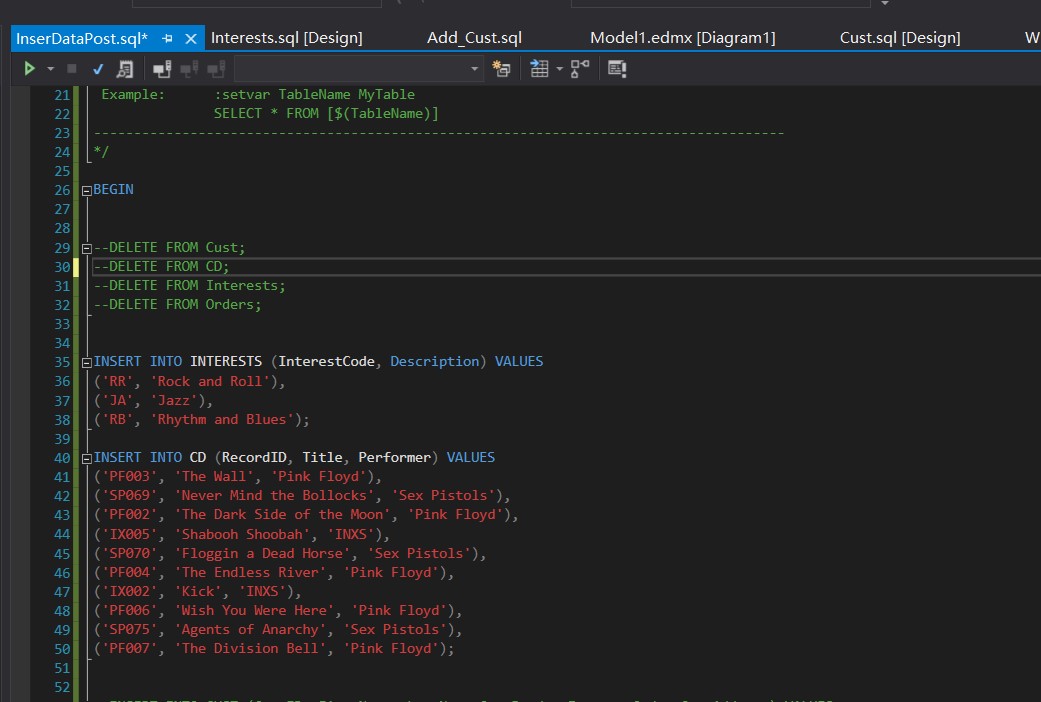 InserDataPost.sql* Interests.sql [Design] Add_Cust.sql Model1.edmx [Diagram1] Cust.sql [Design] W
21 Example: :setvar TableName MyTable
22 SELECT * FROM [$(TableName)]
23 --------------------------------------------------------------------------------------
24 */
25
26 BEGIN
27
28
29 --DELETE FROM Cust;
30 --DELETE FROM CD;
31 --DELETE FROM Interests;
32 --DELETE FROM Orders;
33
34
35 INSERT INTO INTERESTS (InterestCode, Description) VALUES
36 ('RR', 'Rock and Roll'),
37 ('JA', 'Jazz'),
38 ('RB', 'Rhythm and Blues');
39
40 INSERT INTO CD (RecordID, Title, Performer) VALUES
41 ('PF003', 'The Wall', 'Pink Floyd'),
42 ('SP069', 'Never Mind the Bollocks', 'Sex Pistols'),
43 ('PF002', 'The Dark Side of the Moon', 'Pink Floyd'),
44 ('IX005', 'Shabooh Shoobah', 'INXS'),
45 ('SP070', 'Floggin a Dead Horse', 'Sex Pistols'),
46 ('PF004', 'The Endless River', 'Pink Floyd'),
47 ('IX002', 'Kick', 'INXS'),
48 ('PF006', 'Wish You Were Here', 'Pink Floyd'),
49 ('SP075', 'Agents of Anarchy', 'Sex Pistols'),
50 ('PF007', 'The Division Bell', 'Pink Floyd');
51
52